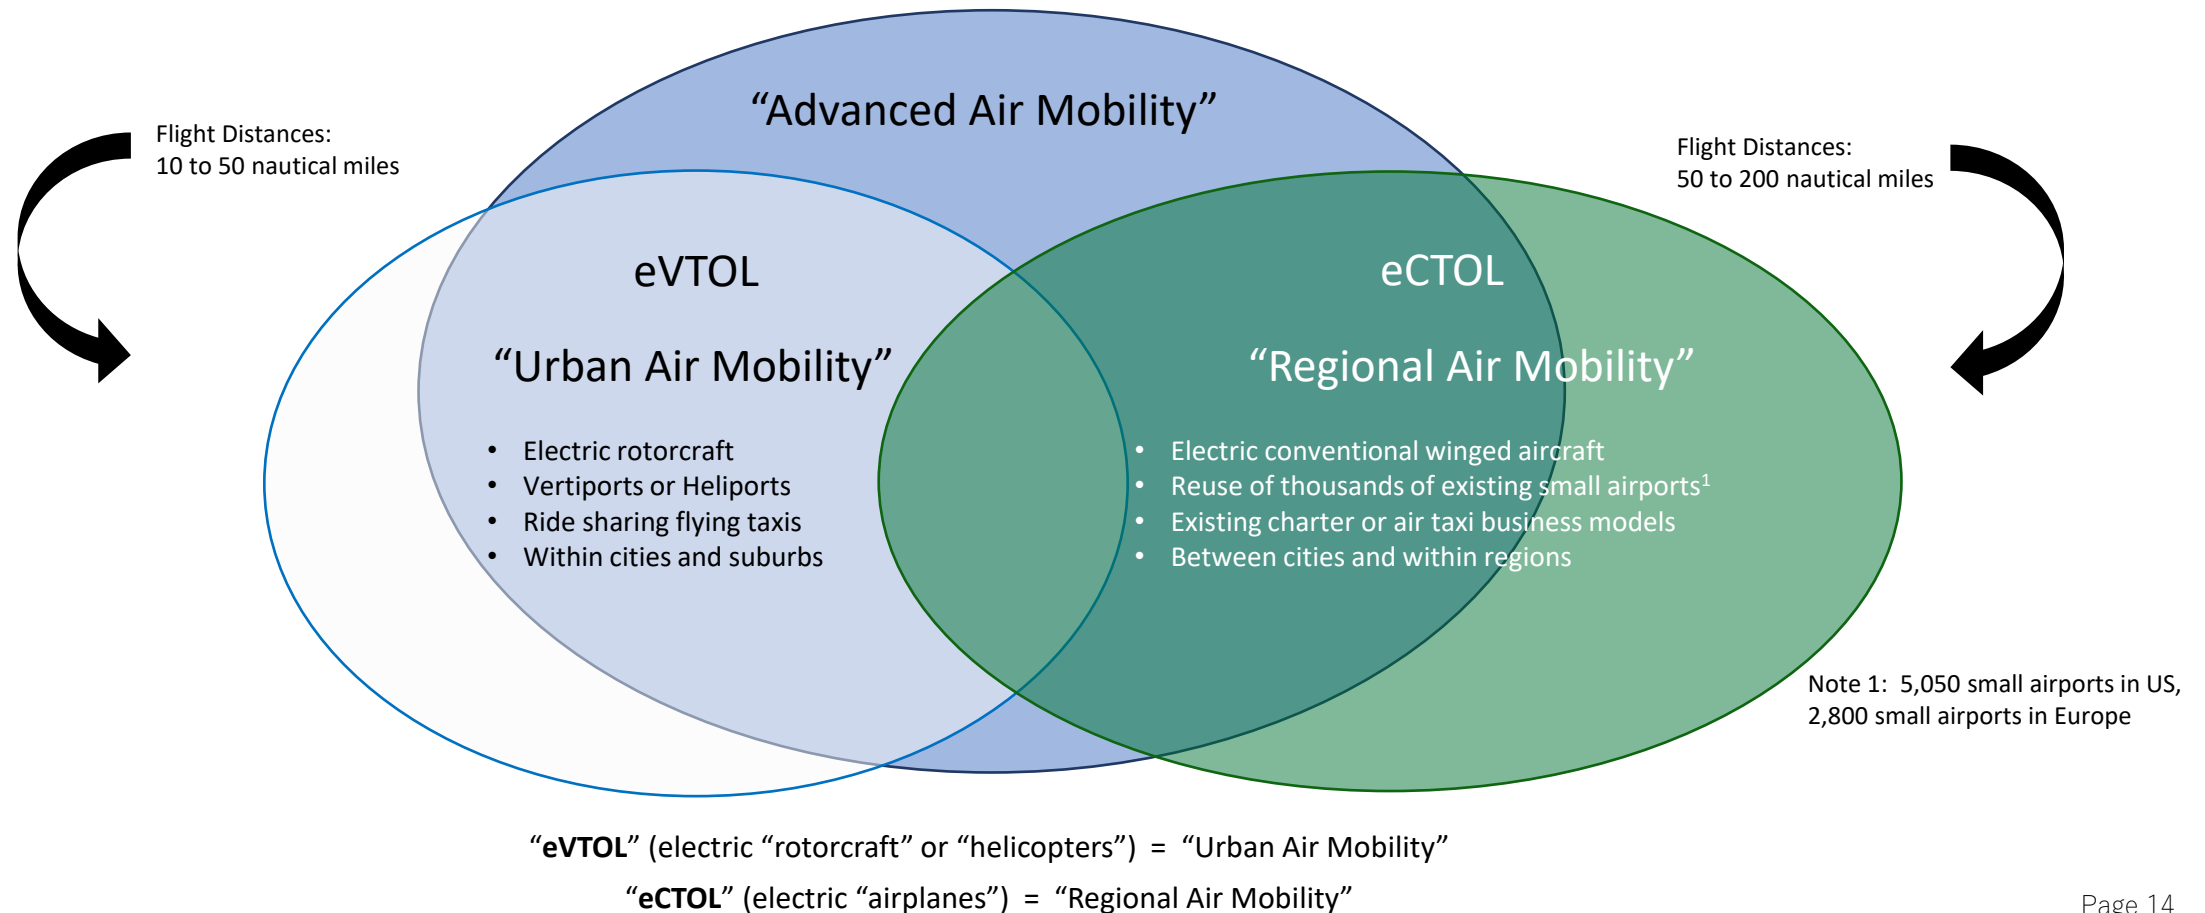 “Advanced Air Mobility”
Flight Distances:
10 to 50 nautical miles
Flight Distances:
50 to 200 nautical miles
eVTOL
“Urban Air Mobility”
• Electric rotorcraft
• Vertiports or Heliports
• Ride sharing flying taxis
• Within cities and suburbs
eCTOL
“Regional Air Mobility”
• Electric conventional winged aircraft
• Reuse of thousands of existing small airports¹
• Existing charter or air taxi business models
• Between cities and within regions
Note 1:  5,050 small airports in US,
2,800 small airports in Europe
“eVTOL” (electric “rotorcraft” or “helicopters”)  =  “Urban Air Mobility”
“eCTOL” (electric “airplanes”)  =  “Regional Air Mobility”
Page 14